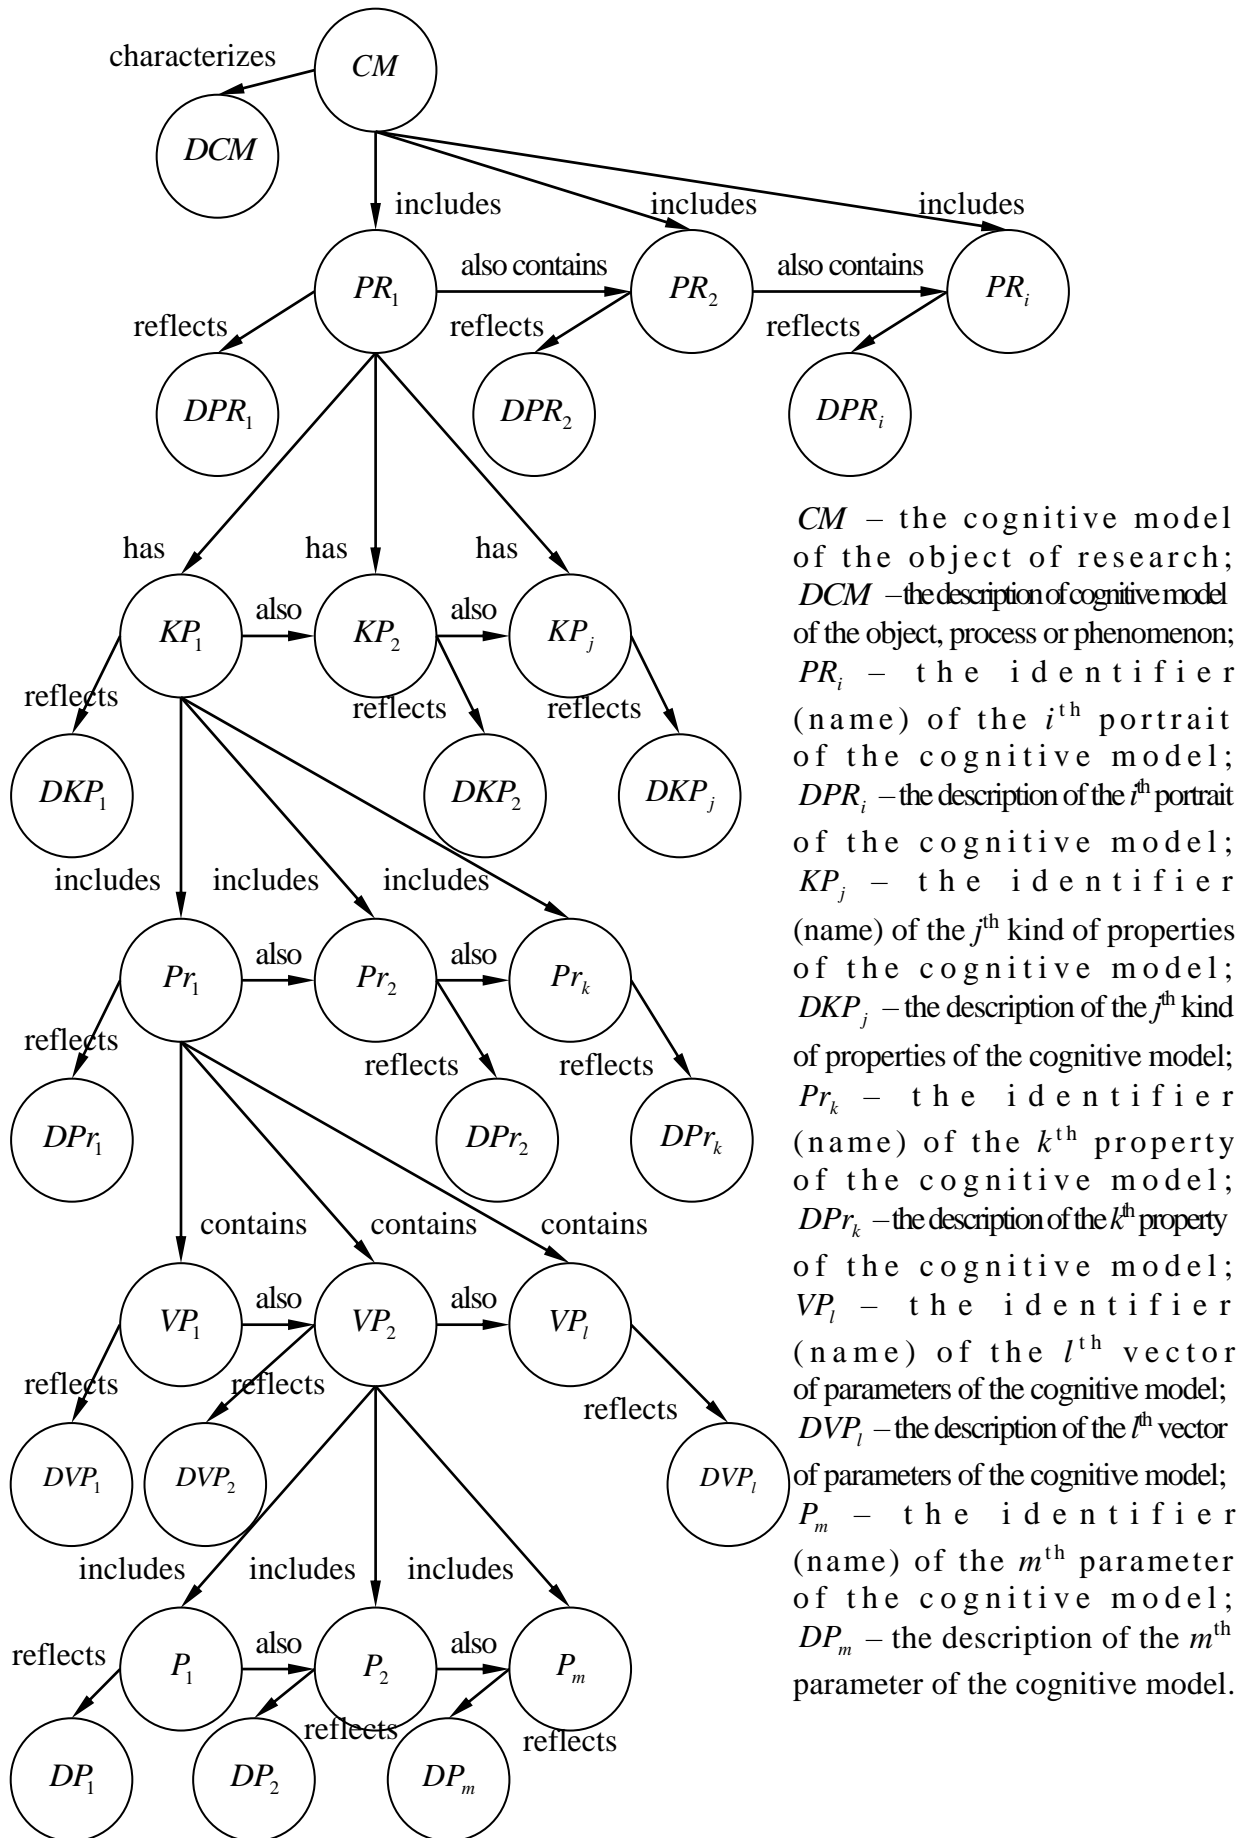 characterizes
CM
DCM
includes includes includes
also contains also contains
PR₁ PR₂ PRᵢ
reflects reflects reflects
DPR₁ DPR₂ DPRᵢ
has has has
also also
KP₁ KP₂ KPⱼ
reflects reflects reflects
DKP₁ DKP₂ DKPⱼ
includes includes includes
also also
Pr₁ Pr₂ Prₖ
reflects reflects reflects
DPr₁ DPr₂ DPrₖ
contains contains contains
also also
VP₁ VP₂ VPₗ
reflects reflects reflects
DVP₁ DVP₂ DVPₗ
includes includes includes
also also
reflects
P₁ P₂ Pₘ
reflects reflects
DP₁ DP₂ DPₘ
CM – the cognitive model
of the object of research;
DCM – the description of cognitive model
of the object, process or phenomenon;
PRᵢ – the identifier
(name) of the iᵗʰ portrait
of the cognitive model;
DPRᵢ – the description of the iᵗʰ portrait
of the cognitive model;
KPⱼ – the identifier
(name) of the jᵗʰ kind of properties
of the cognitive model;
DKPⱼ – the description of the jᵗʰ kind
of properties of the cognitive model;
Prₖ – the identifier
(name) of the kᵗʰ property
of the cognitive model;
DPrₖ – the description of the kᵗʰ property
of the cognitive model;
VPₗ – the identifier
(name) of the lᵗʰ vector
of parameters of the cognitive model;
DVPₗ – the description of the lᵗʰ vector
of parameters of the cognitive model;
Pₘ – the identifier
(name) of the mᵗʰ parameter
of the cognitive model;
DPₘ – the description of the mᵗʰ
parameter of the cognitive model.